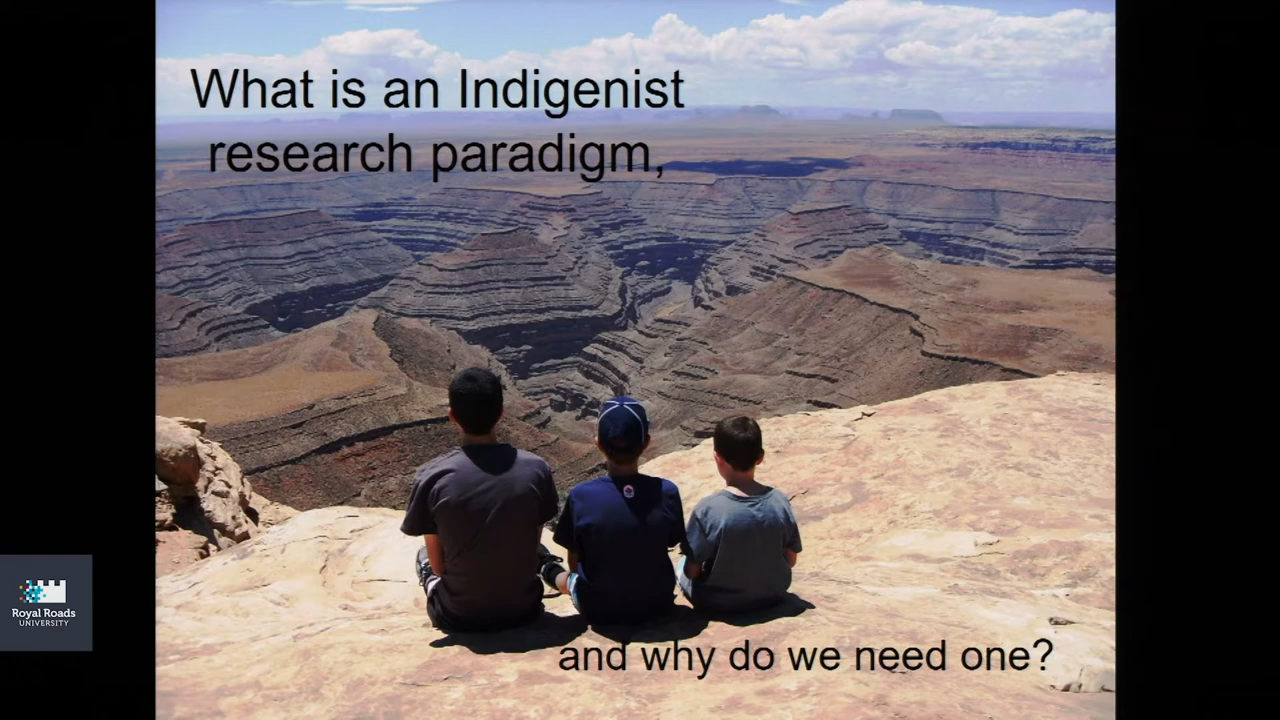 What is an Indigenist
research paradigm,
and why do we need one?
Royal Roads
UNIVERSITY